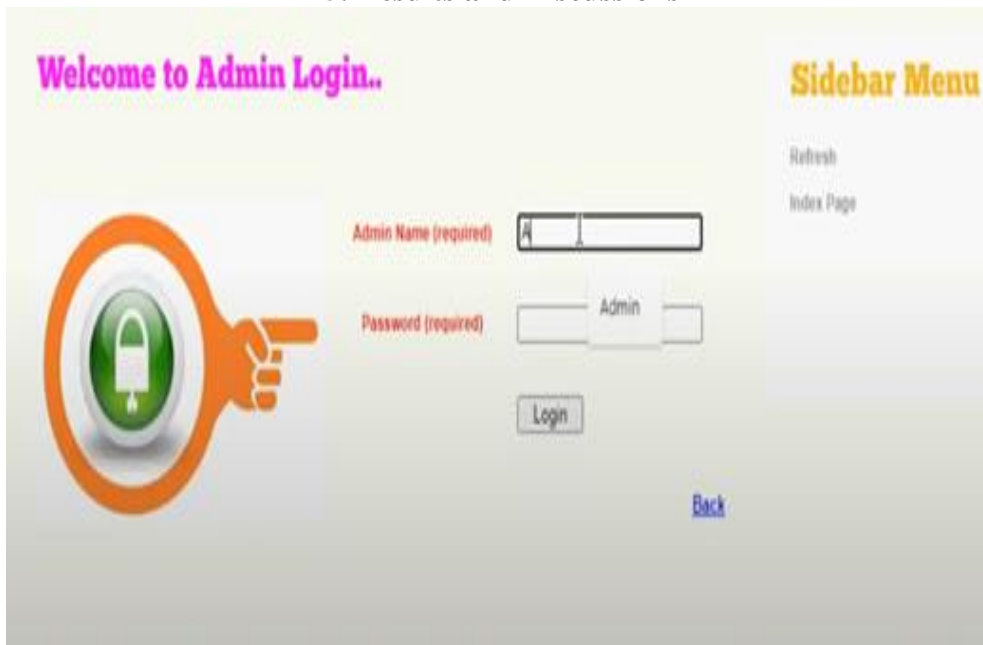 Welcome to Admin Login..
Sidebar Menu
Refresh
Index Page
Admin Name (required)
A
Admin
Password (required)
Login
Back